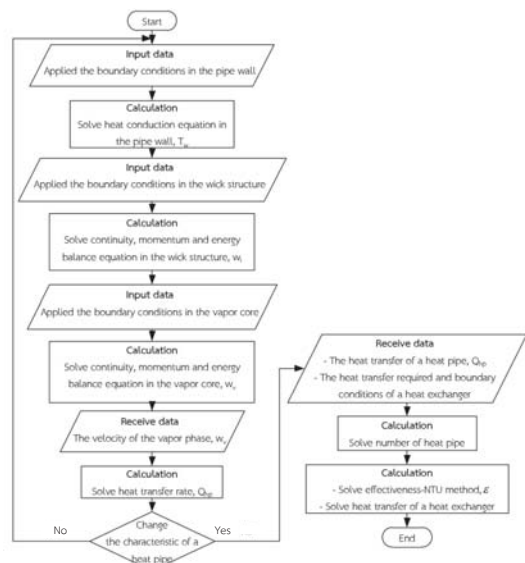 Start
Input data
Applied the boundary conditions in the pipe wall
Calculation
Solve heat conduction equation in
the pipe wall, Tw
Input data
Applied the boundary conditions in the wick structure
Calculation
Solve continuity, momentum and energy
balance equation in the wick structure, wl
Input data
Applied the boundary conditions in the vapor core
Calculation
Solve continuity, momentum and energy
balance equation in the vapor core, wv
Receive data
The velocity of the vapor phase, wv
Calculation
Solve heat transfer rate, Qhp
No
Change
the characteristic of a
heat pipe
Yes
Receive data
- The heat transfer of a heat pipe, Qhp
- The heat transfer required and boundary
conditions of a heat exchanger
Calculation
Solve number of heat pipe
Calculation
- Solve effectiveness-NTU method, ε
- Solve heat transfer of a heat exchanger
End